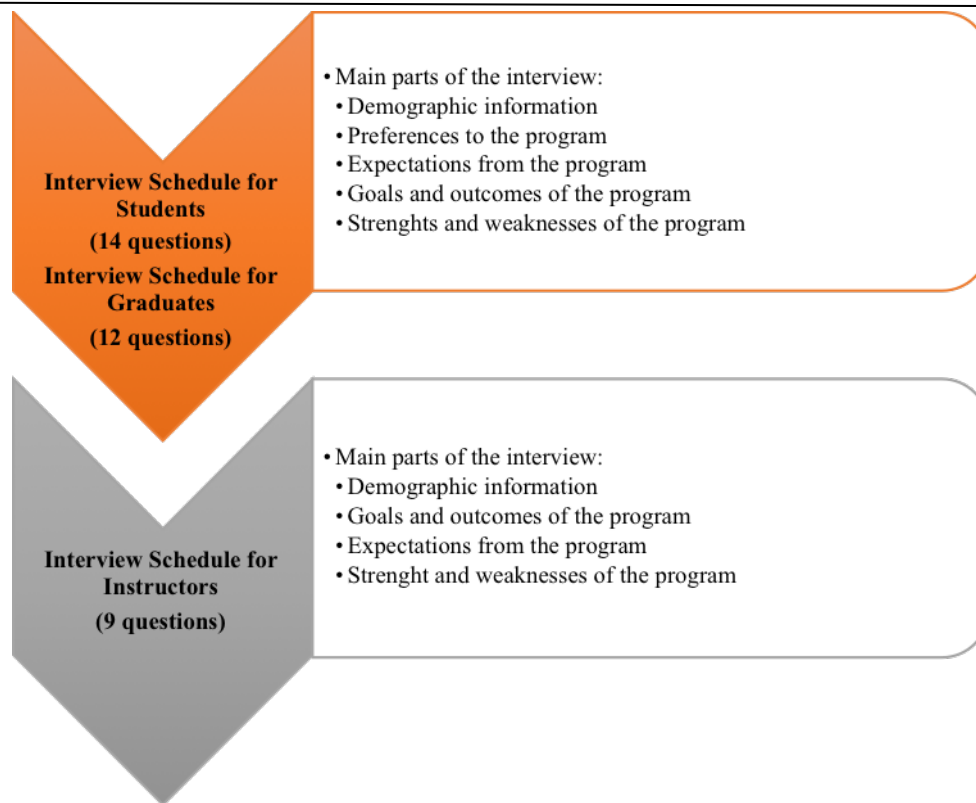 Interview Schedule for
Students
(14 questions)
Interview Schedule for
Graduates
(12 questions)
• Main parts of the interview:
• Demographic information
• Preferences to the program
• Expectations from the program
• Goals and outcomes of the program
• Strenghts and weaknesses of the program
Interview Schedule for
Instructors
(9 questions)
• Main parts of the interview:
• Demographic information
• Goals and outcomes of the program
• Expectations from the program
• Strenght and weaknesses of the program